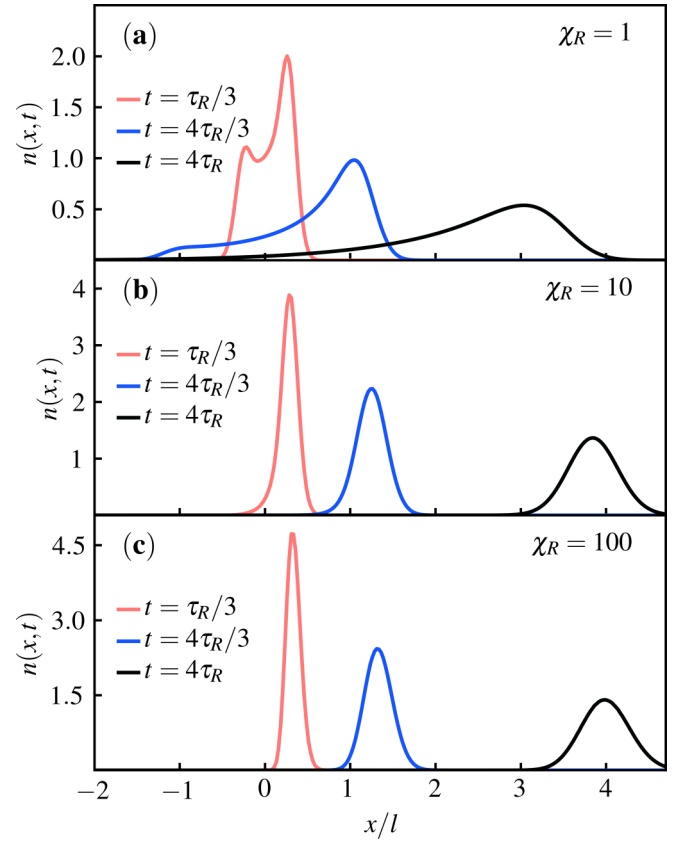 (a)
χ_R = 1
n(x,t)
2.0
1.5
1.0
0.5
t = τ_R/3
t = 4τ_R/3
t = 4τ_R
(b)
χ_R = 10
n(x,t)
4
3
2
1
t = τ_R/3
t = 4τ_R/3
t = 4τ_R
(c)
χ_R = 100
n(x,t)
4.5
3.0
1.5
t = τ_R/3
t = 4τ_R/3
t = 4τ_R
−2 −1 0 1 2 3 4
x/l